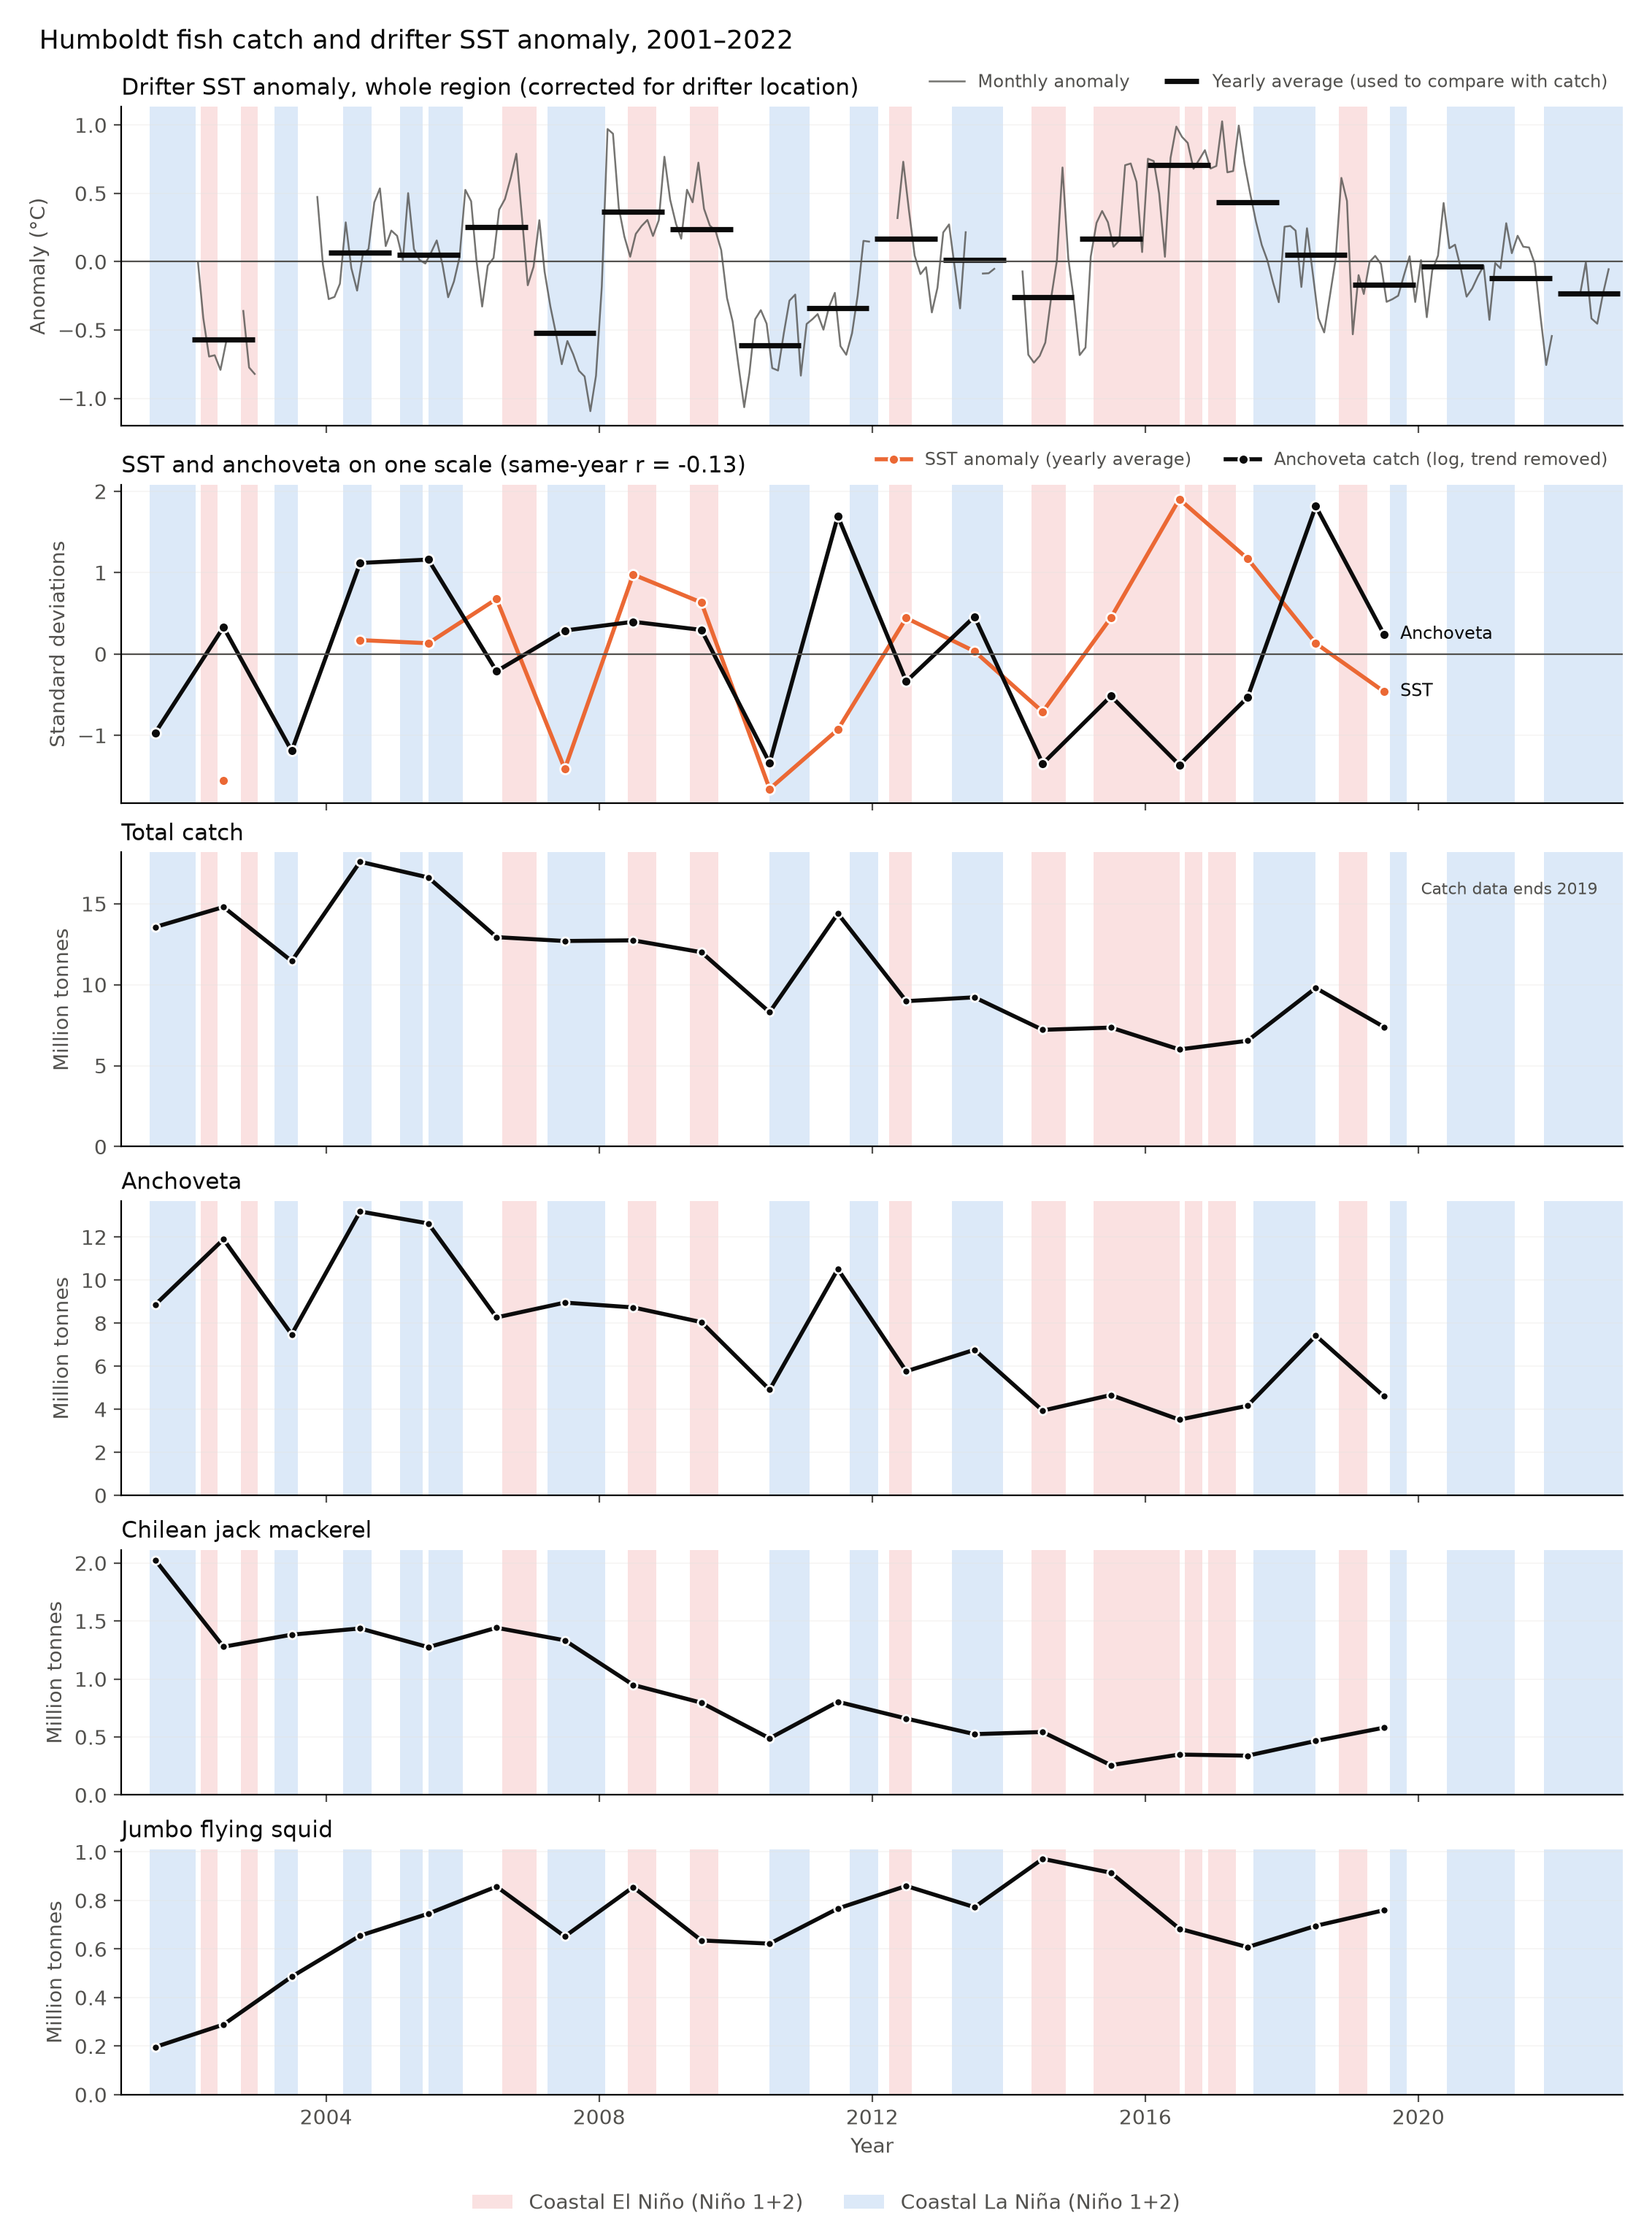 Humboldt fish catch and drifter SST anomaly, 2001–2022
Drifter SST anomaly, whole region (corrected for drifter location)
Monthly anomaly
Yearly average (used to compare with catch)
Anomaly (°C)
1.0
0.5
0.0
−0.5
−1.0
SST and anchoveta on one scale (same-year r = -0.13)
SST anomaly (yearly average)
Anchoveta catch (log, trend removed)
Standard deviations
2
1
0
−1
Anchoveta
SST
Total catch
Million tonnes
15
10
5
0
Catch data ends 2019
Anchoveta
Million tonnes
12
10
8
6
4
2
0
Chilean jack mackerel
Million tonnes
2.0
1.5
1.0
0.5
0.0
Jumbo flying squid
Million tonnes
1.0
0.8
0.6
0.4
0.2
0.0
2004
2008
2012
2016
2020
Year
Coastal El Niño (Niño 1+2)
Coastal La Niña (Niño 1+2)